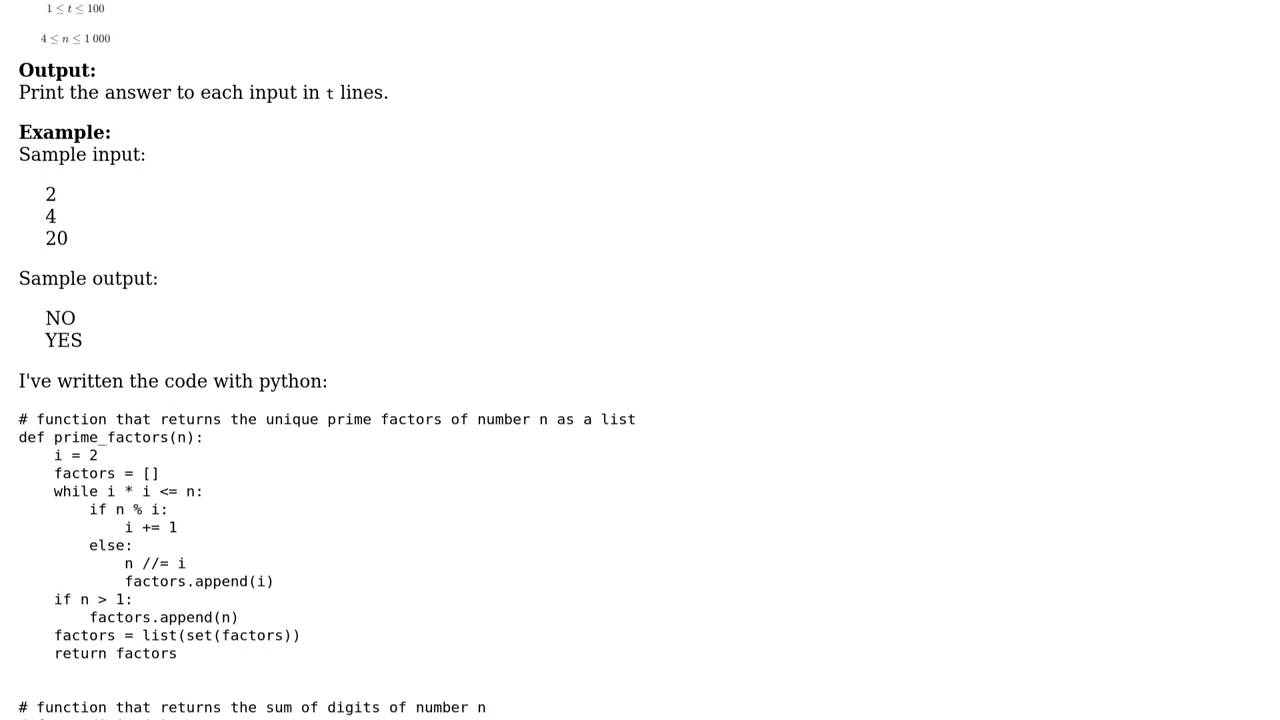 1 ≤ t ≤ 100
4 ≤ n ≤ 1 000
Output:
Print the answer to each input in t lines.
Example:
Sample input:
2
4
20
Sample output:
NO
YES
I've written the code with python:
# function that returns the unique prime factors of number n as a list
def prime_factors(n):
    i = 2
    factors = []
    while i * i <= n:
        if n % i:
            i += 1
        else:
            n //= i
            factors.append(i)
    if n > 1:
        factors.append(n)
    factors = list(set(factors))
    return factors
# function that returns the sum of digits of number n